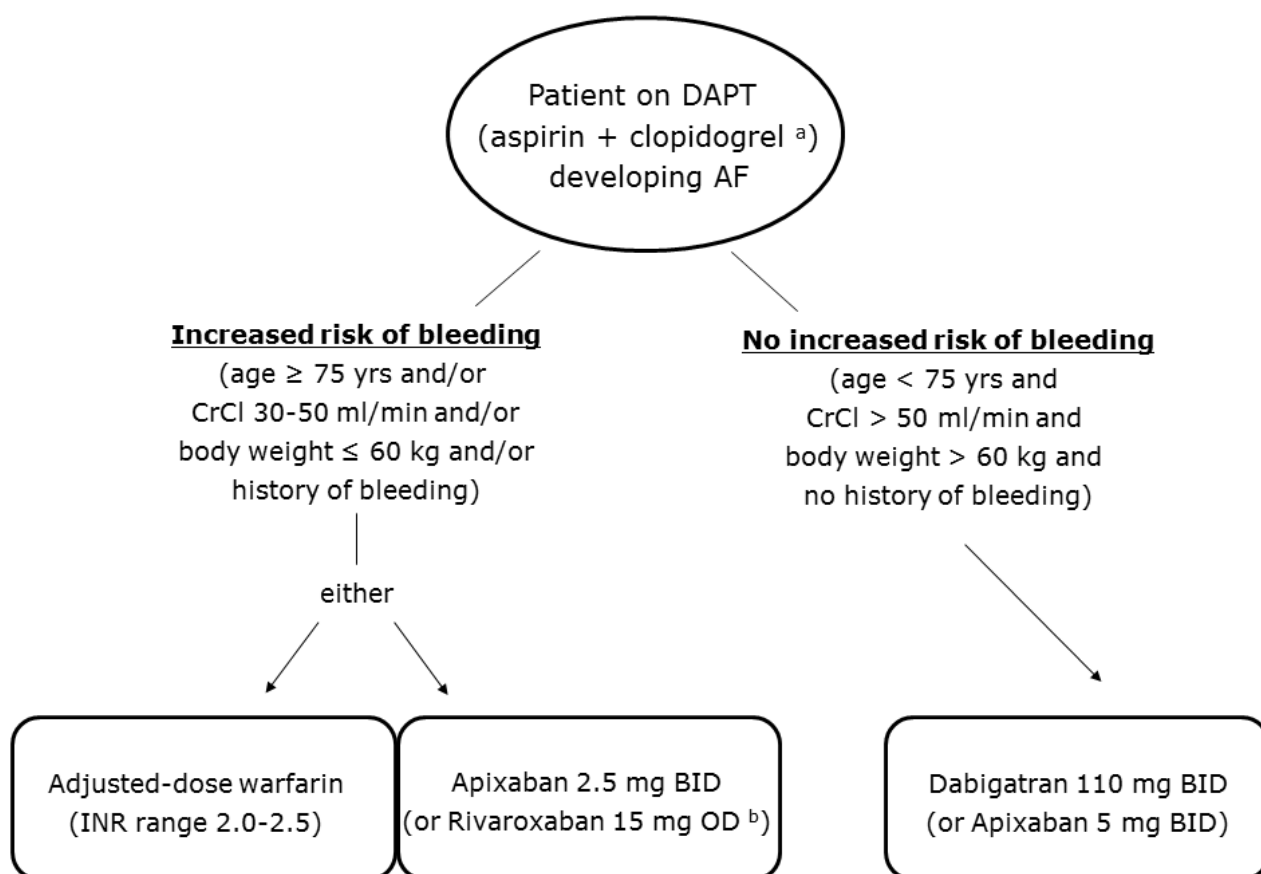 Patient on DAPT
(aspirin + clopidogrel a)
developing AF
Increased risk of bleeding
(age ≥ 75 yrs and/or
CrCl 30-50 ml/min and/or
body weight ≤ 60 kg and/or
history of bleeding)
No increased risk of bleeding
(age < 75 yrs and
CrCl > 50 ml/min and
body weight > 60 kg and
no history of bleeding)
either
Adjusted-dose warfarin
(INR range 2.0-2.5)
Apixaban 2.5 mg BID
(or Rivaroxaban 15 mg OD b)
Dabigatran 110 mg BID
(or Apixaban 5 mg BID)